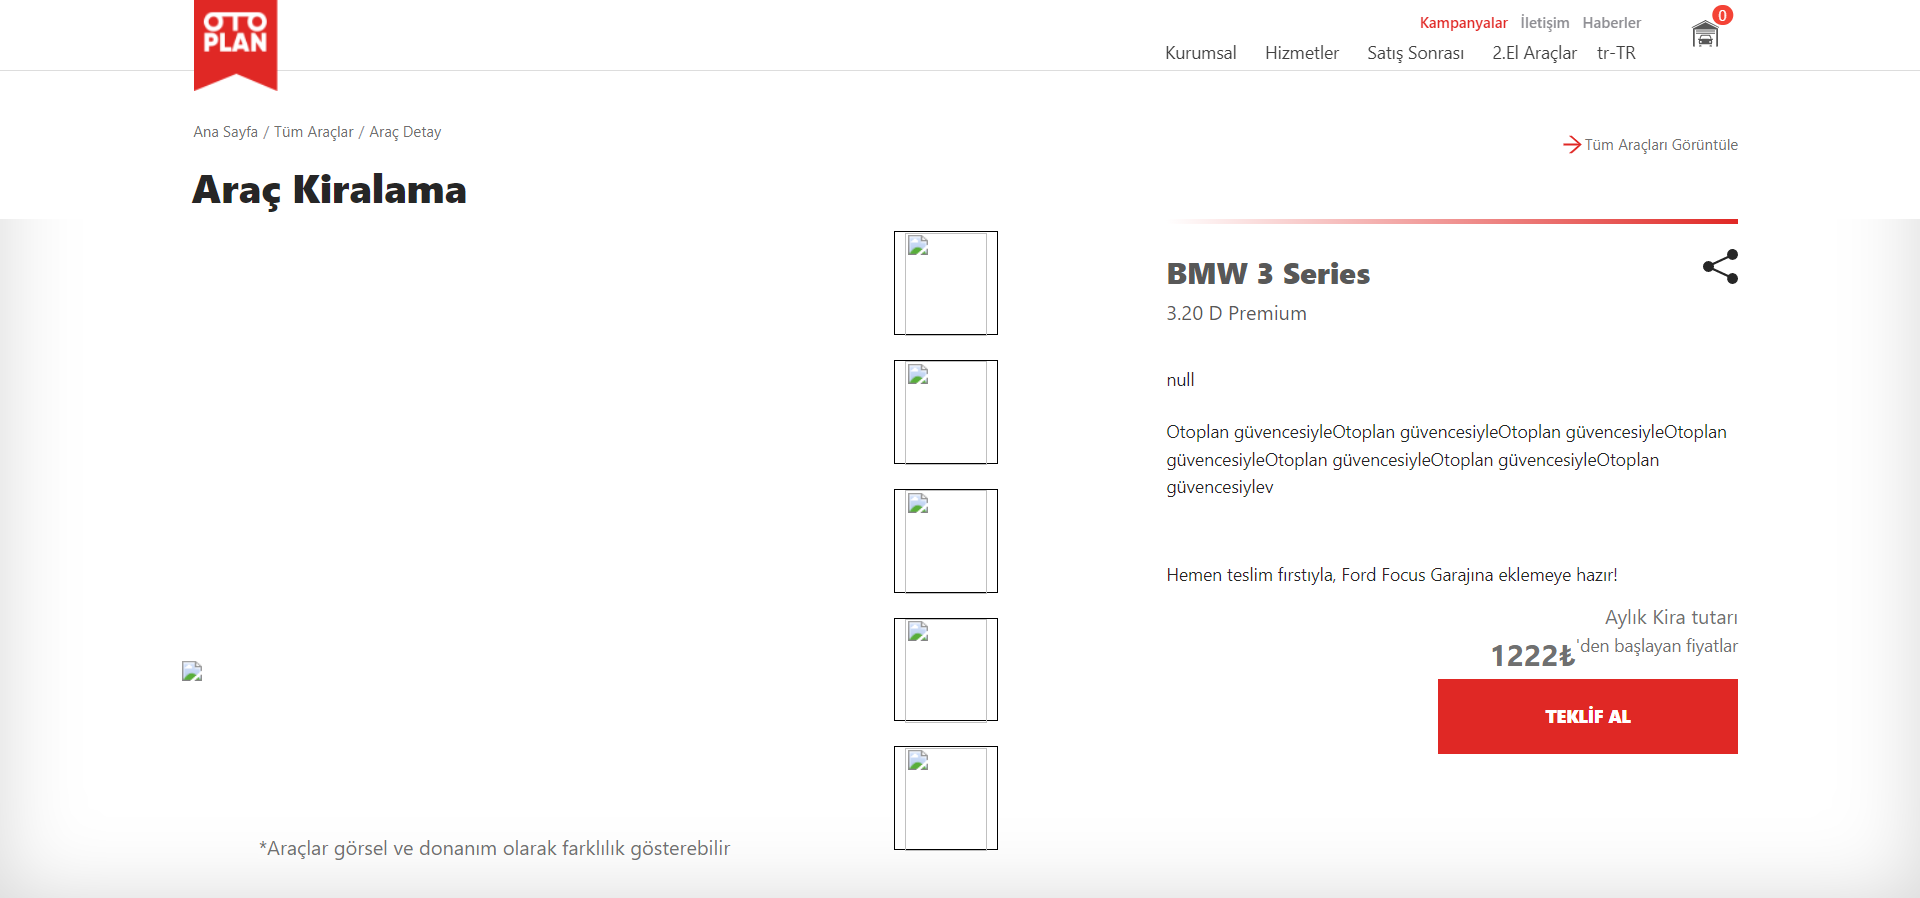 OTO
PLAN
Kampanyalar İletişim Haberler
0
Kurumsal Hizmetler Satış Sonrası 2.El Araçlar tr-TR
Ana Sayfa / Tüm Araçlar / Araç Detay
Tüm Araçları Görüntüle
Araç Kiralama
BMW 3 Series
3.20 D Premium
null
Otoplan güvencesiyleOtoplan güvencesiyleOtoplan güvencesiyleOtoplan
güvencesiyleOtoplan güvencesiyleOtoplan güvencesiyleOtoplan
güvencesiylev
Hemen teslim fırstıyla, Ford Focus Garajına eklemeye hazır!
Aylık Kira tutarı
1222₺'den başlayan fiyatlar
TEKLİF AL
*Araçlar görsel ve donanım olarak farklılık gösterebilir